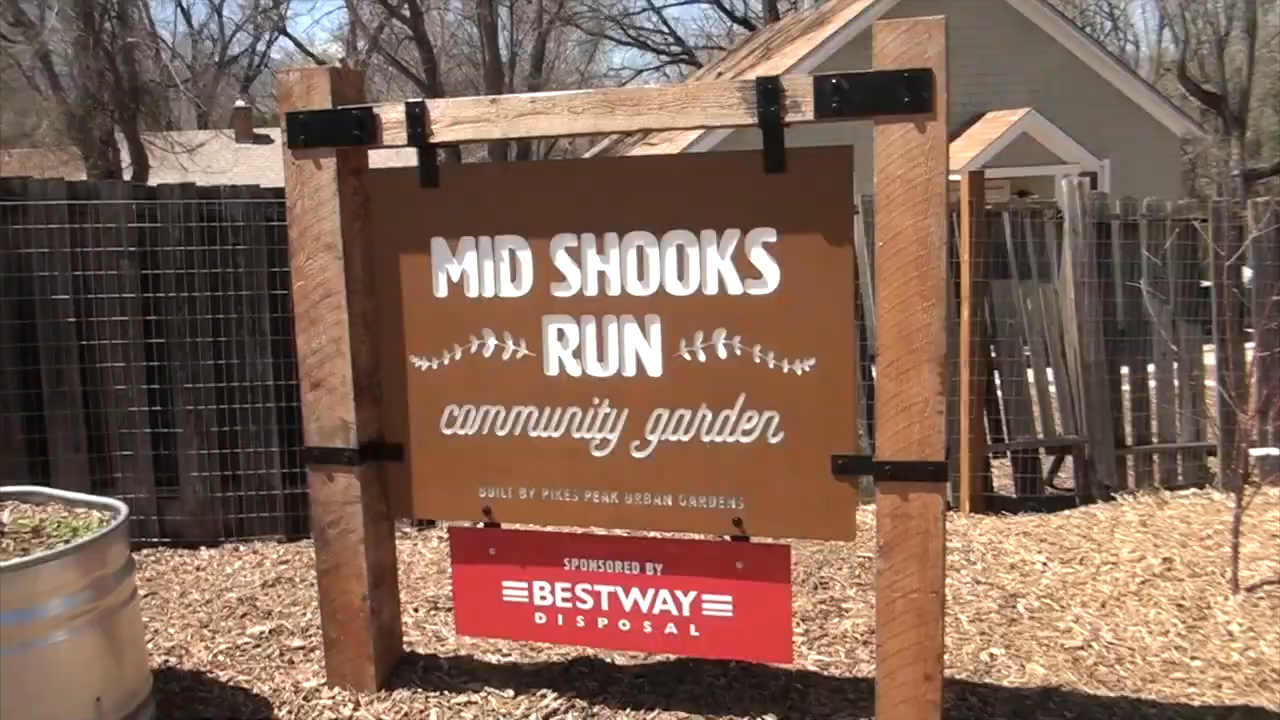 MID SHOOKS
RUN
community garden
BUILT BY PIKES PEAK URBAN GARDENS
SPONSORED BY
BESTWAY
DISPOSAL